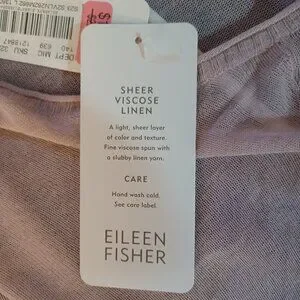 SHEER
VISCOSE
LINEN
A light, sheer layer
of color and texture.
Fine viscose spun with
a slubby linen yarn.
CARE
Hand wash cold.
See care label.
EILEEN
FISHER